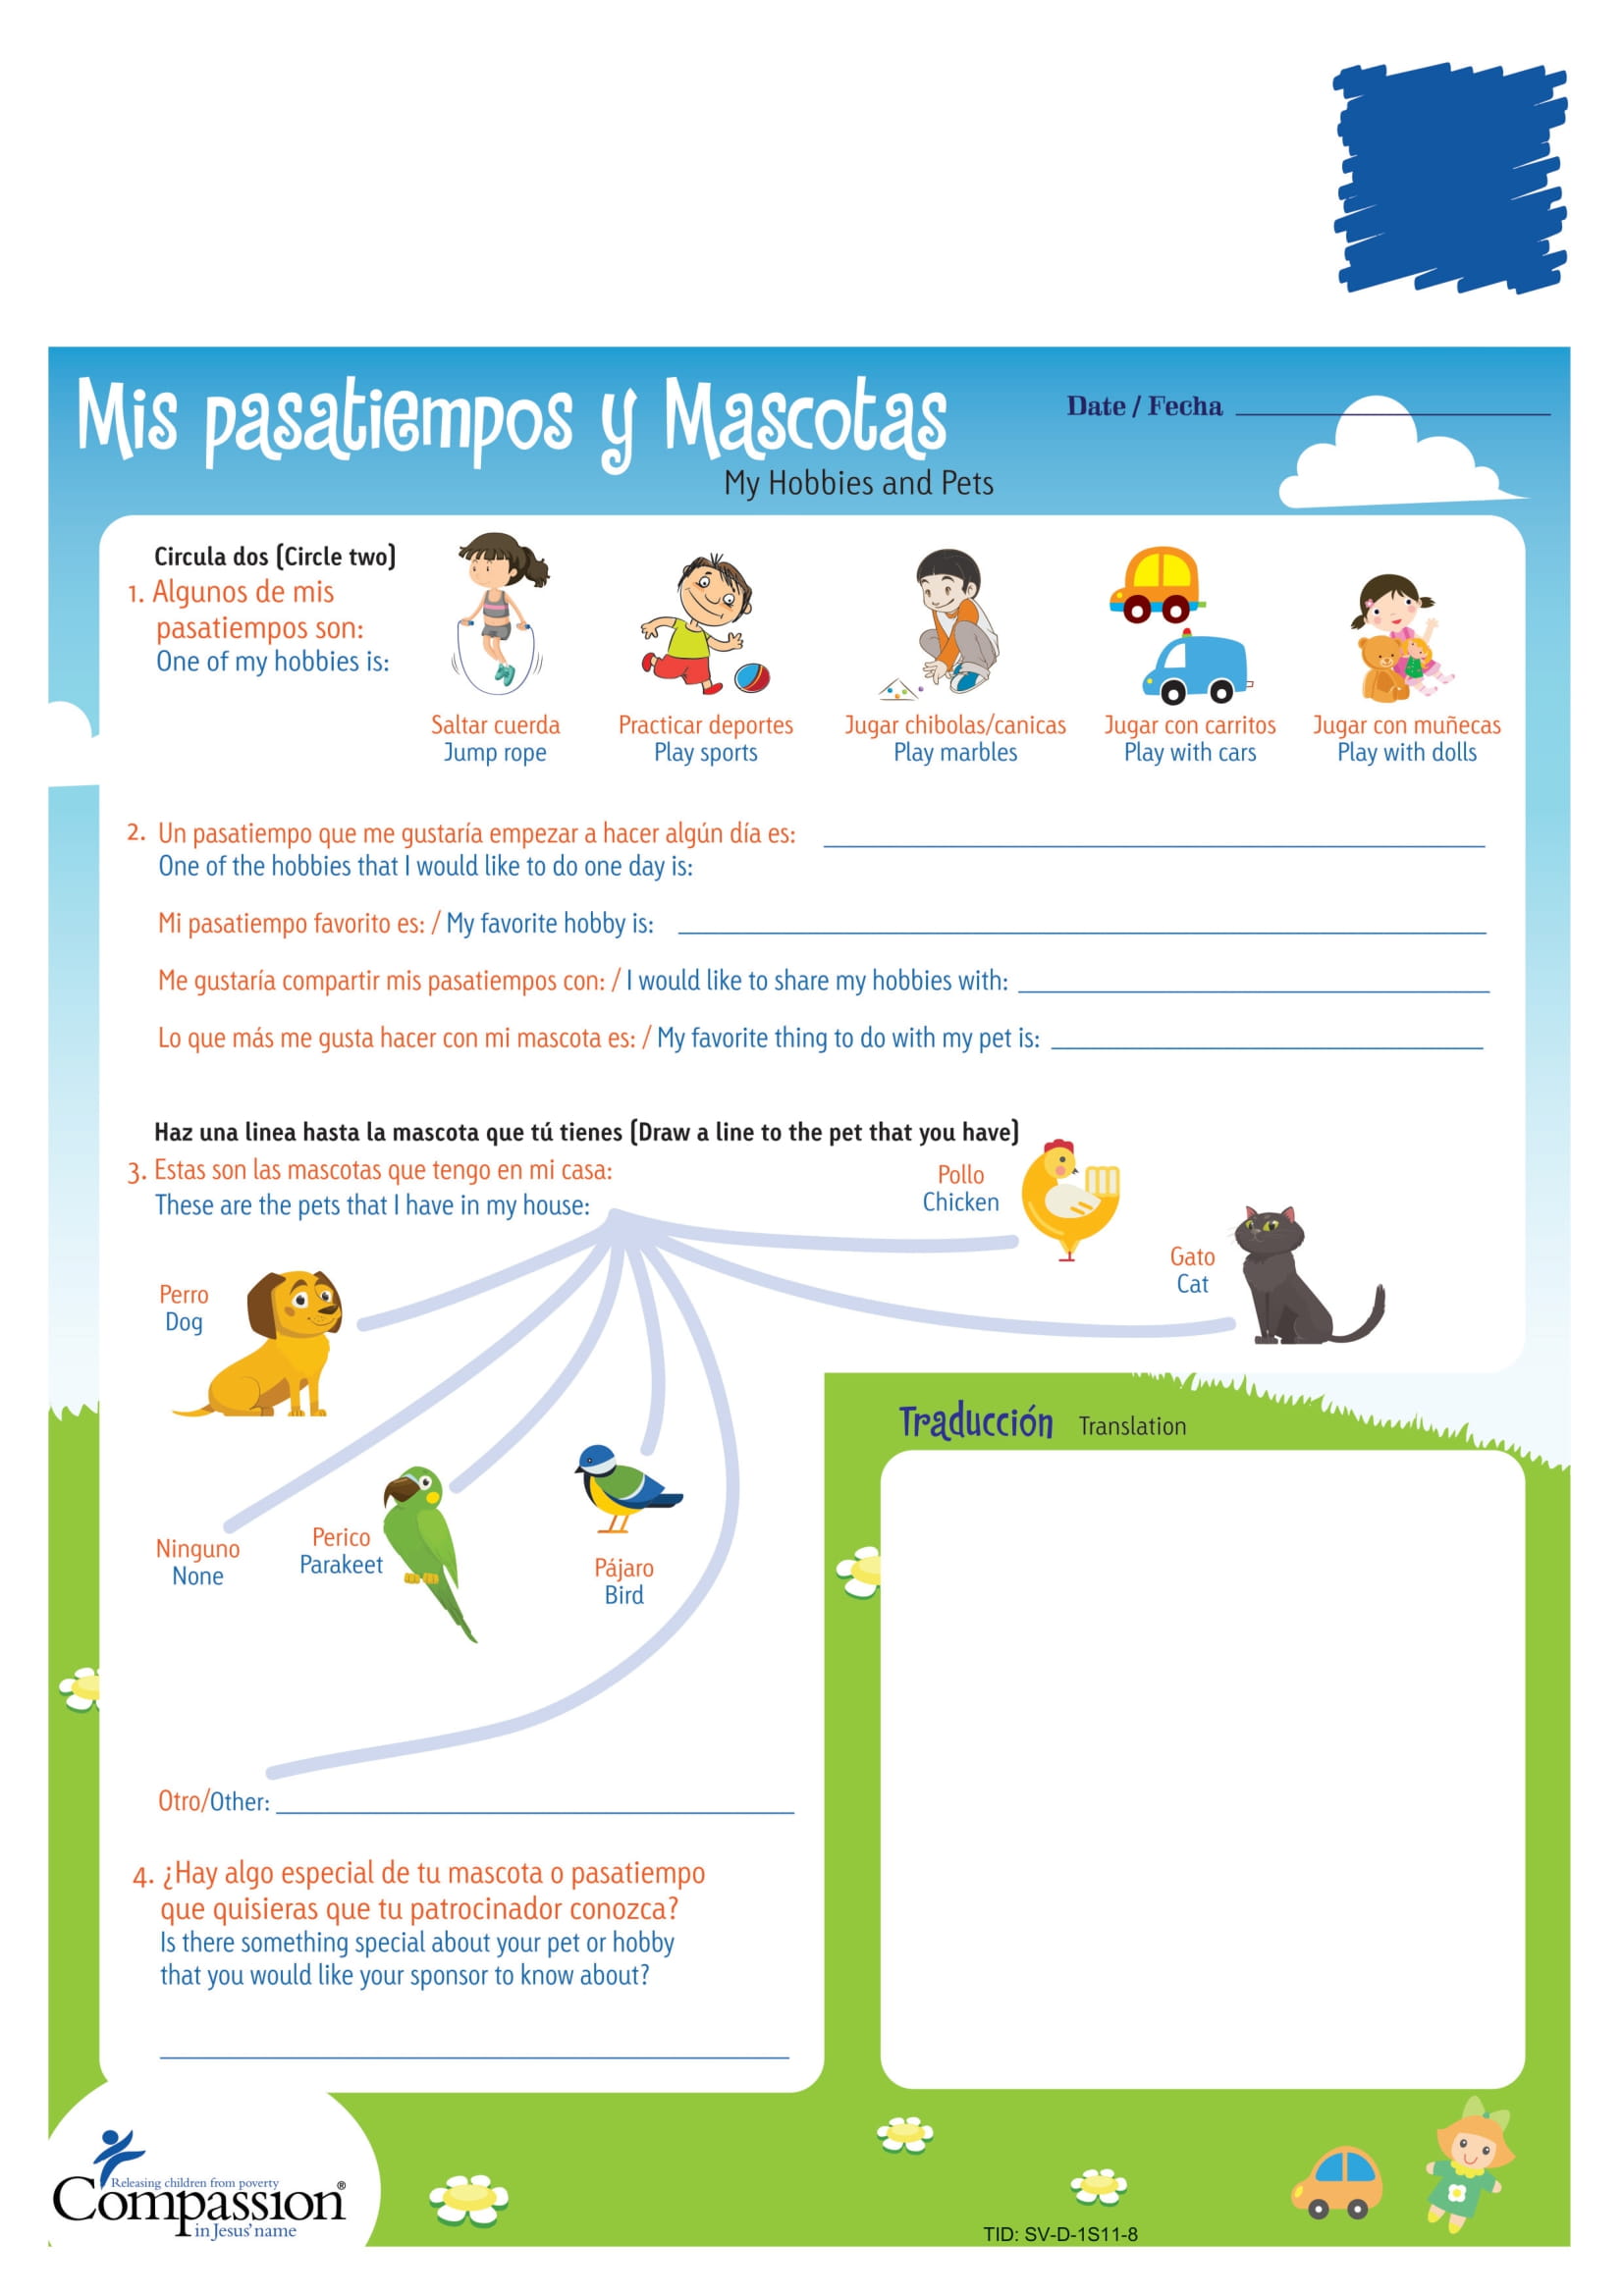 Mis pasatiempos y Mascotas
Date / Fecha
My Hobbies and Pets
Circula dos (Circle two)
1. Algunos de mis
pasatiempos son:
One of my hobbies is:
Saltar cuerda
Jump rope
Practicar deportes
Play sports
Jugar chibolas/canicas
Play marbles
Jugar con carritos
Play with cars
Jugar con muñecas
Play with dolls
2. Un pasatiempo que me gustaría empezar a hacer algún día es:
One of the hobbies that I would like to do one day is:
Mi pasatiempo favorito es: / My favorite hobby is:
Me gustaría compartir mis pasatiempos con: / I would like to share my hobbies with:
Lo que más me gusta hacer con mi mascota es: / My favorite thing to do with my pet is:
Haz una linea hasta la mascota que tú tienes (Draw a line to the pet that you have)
3. Estas son las mascotas que tengo en mi casa:
These are the pets that I have in my house:
Pollo
Chicken
Gato
Cat
Perro
Dog
Ninguno
None
Perico
Parakeet
Pájaro
Bird
Otro/Other:
4. ¿Hay algo especial de tu mascota o pasatiempo
que quisieras que tu patrocinador conozca?
Is there something special about your pet or hobby
that you would like your sponsor to know about?
Traducción Translation
Releasing children from poverty
Compassion®
in Jesus' name
TID: SV-D-1S11-8